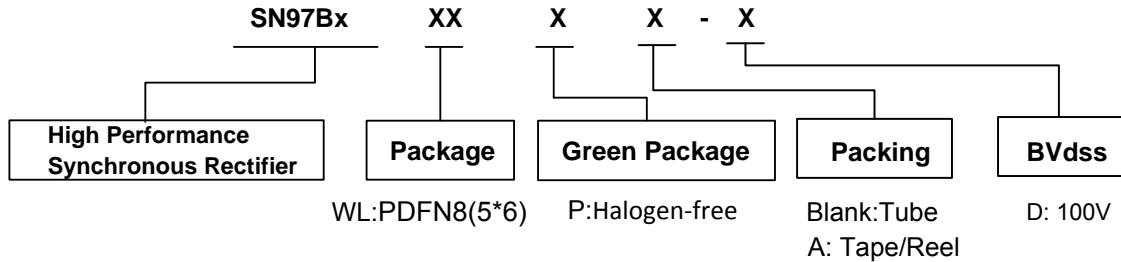 SN97Bx XX X X - X
High Performance
Synchronous Rectifier
Package
Green Package
Packing
BVdss
WL:PDFN8(5*6)
P:Halogen-free
Blank:Tube
A: Tape/Reel
D: 100V